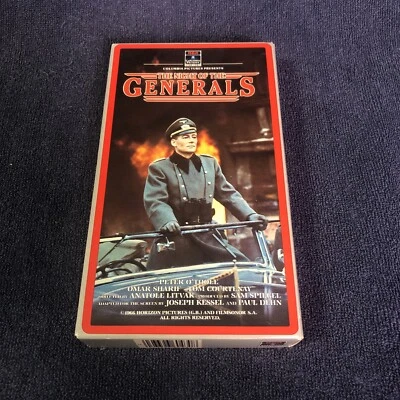 COLUMBIA PICTURES PRESENTS
THE NIGHT OF THE
GENERALS
PETER O'TOOLE
OMAR SHARIF TOM COURTENAY
DIRECTED BY ANATOLE LITVAK PRODUCED BY SAM SPIEGEL
ADAPTED FOR THE SCREEN BY JOSEPH KESSEL AND PAUL DEHN
©1966 HORIZON PICTURES (G.B.) AND FILMSONOR S.A.
ALL RIGHTS RESERVED.